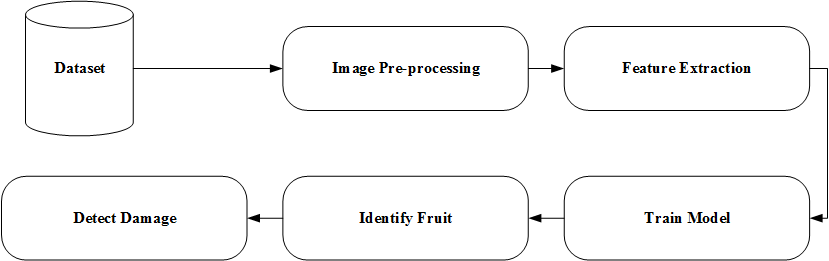 Dataset
Image Pre-processing
Feature Extraction
Train Model
Identify Fruit
Detect Damage